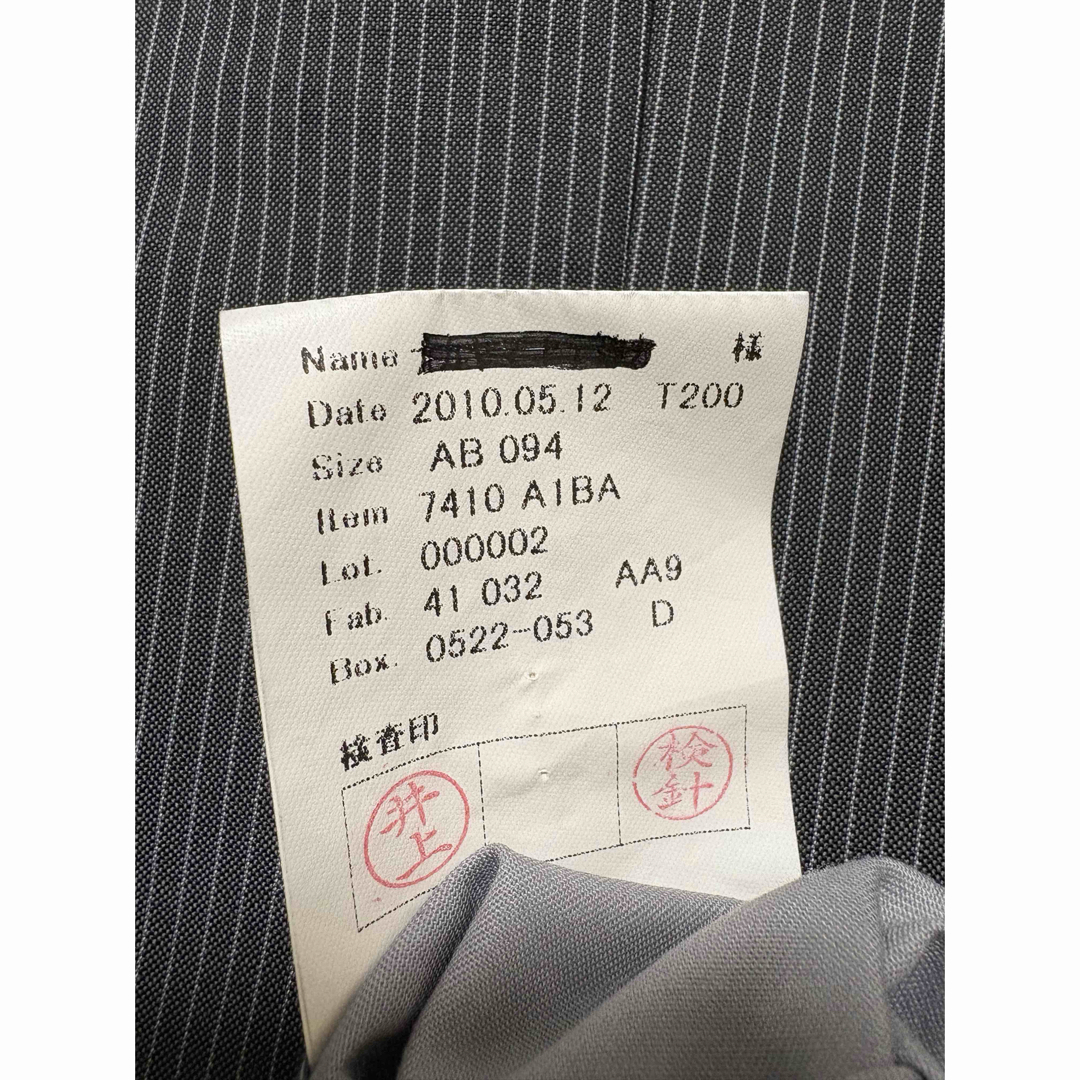 Name 様
Date 2010.05.12 T200
Size AB 094
Item 7410 A1BA
Lot. 000002
Fab. 41 032 AA9
Box. 0522-053 D
検査印
井上
検針